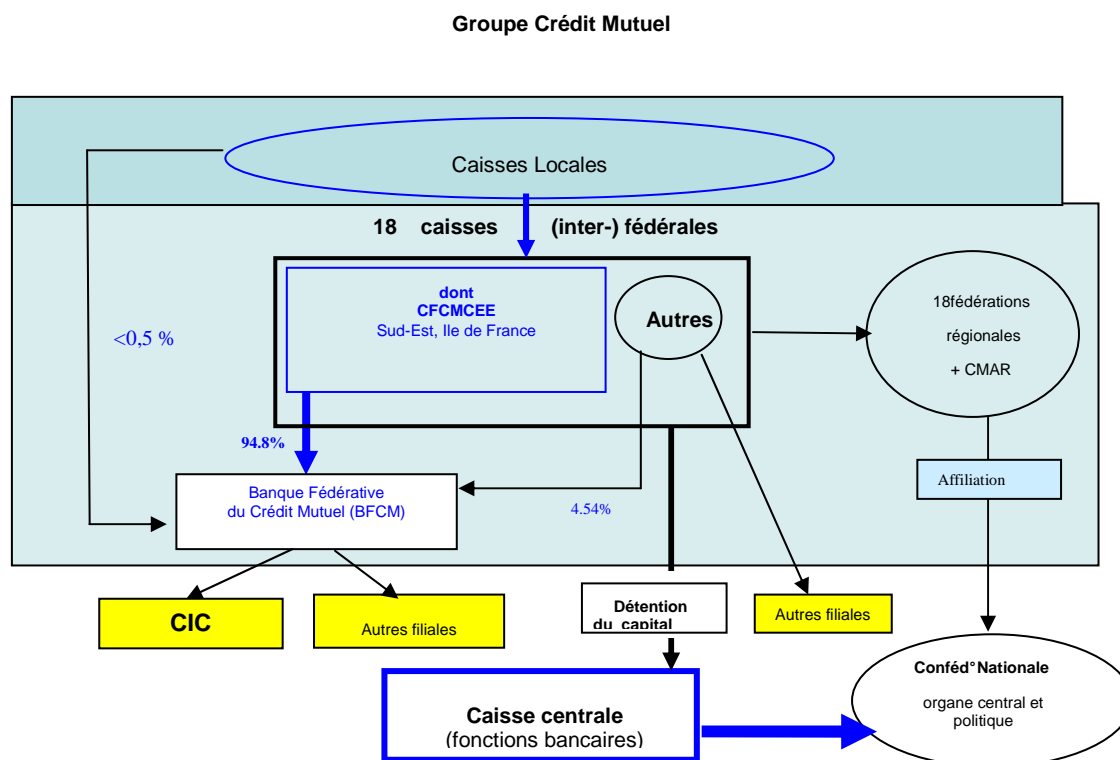 Groupe Crédit Mutuel
Caisses Locales
18 caisses (inter-) fédérales
dont
CFCMCEE
Sud-Est, Ile de France
Autres
18fédérations
régionales
+ CMAR
<0,5 %
94.8%
Banque Fédérative
du Crédit Mutuel (BFCM)
4.54%
Affiliation
CIC
Autres filiales
Détention
du capital
Autres filiales
Conféd°Nationale
organe central et
politique
Caisse centrale
(fonctions bancaires)